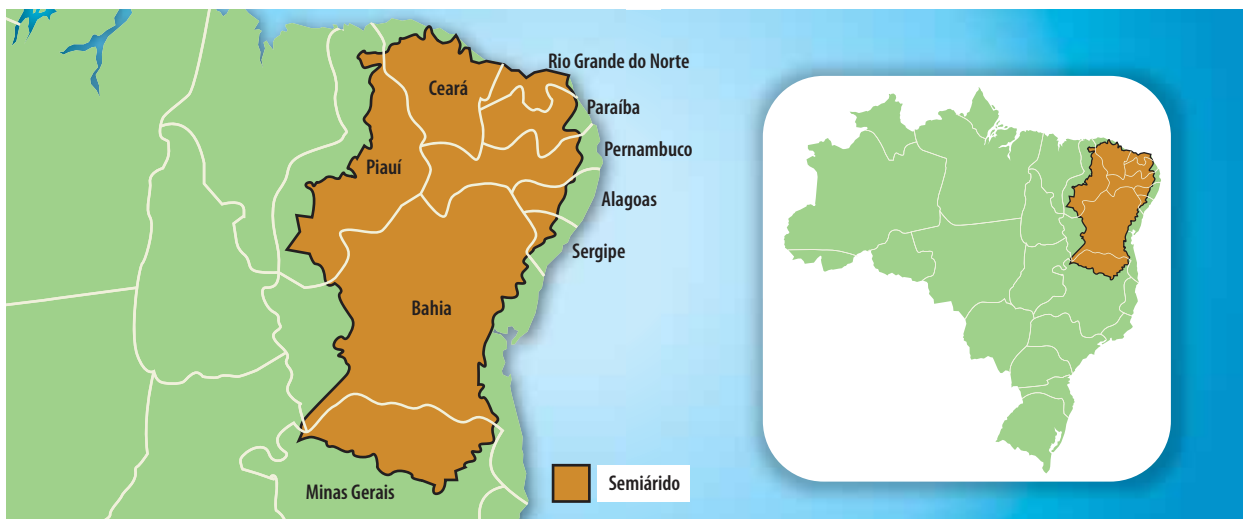 Rio Grande do Norte
Ceará
Paraíba
Pernambuco
Piauí
Alagoas
Sergipe
Bahia
Semiárido
Minas Gerais